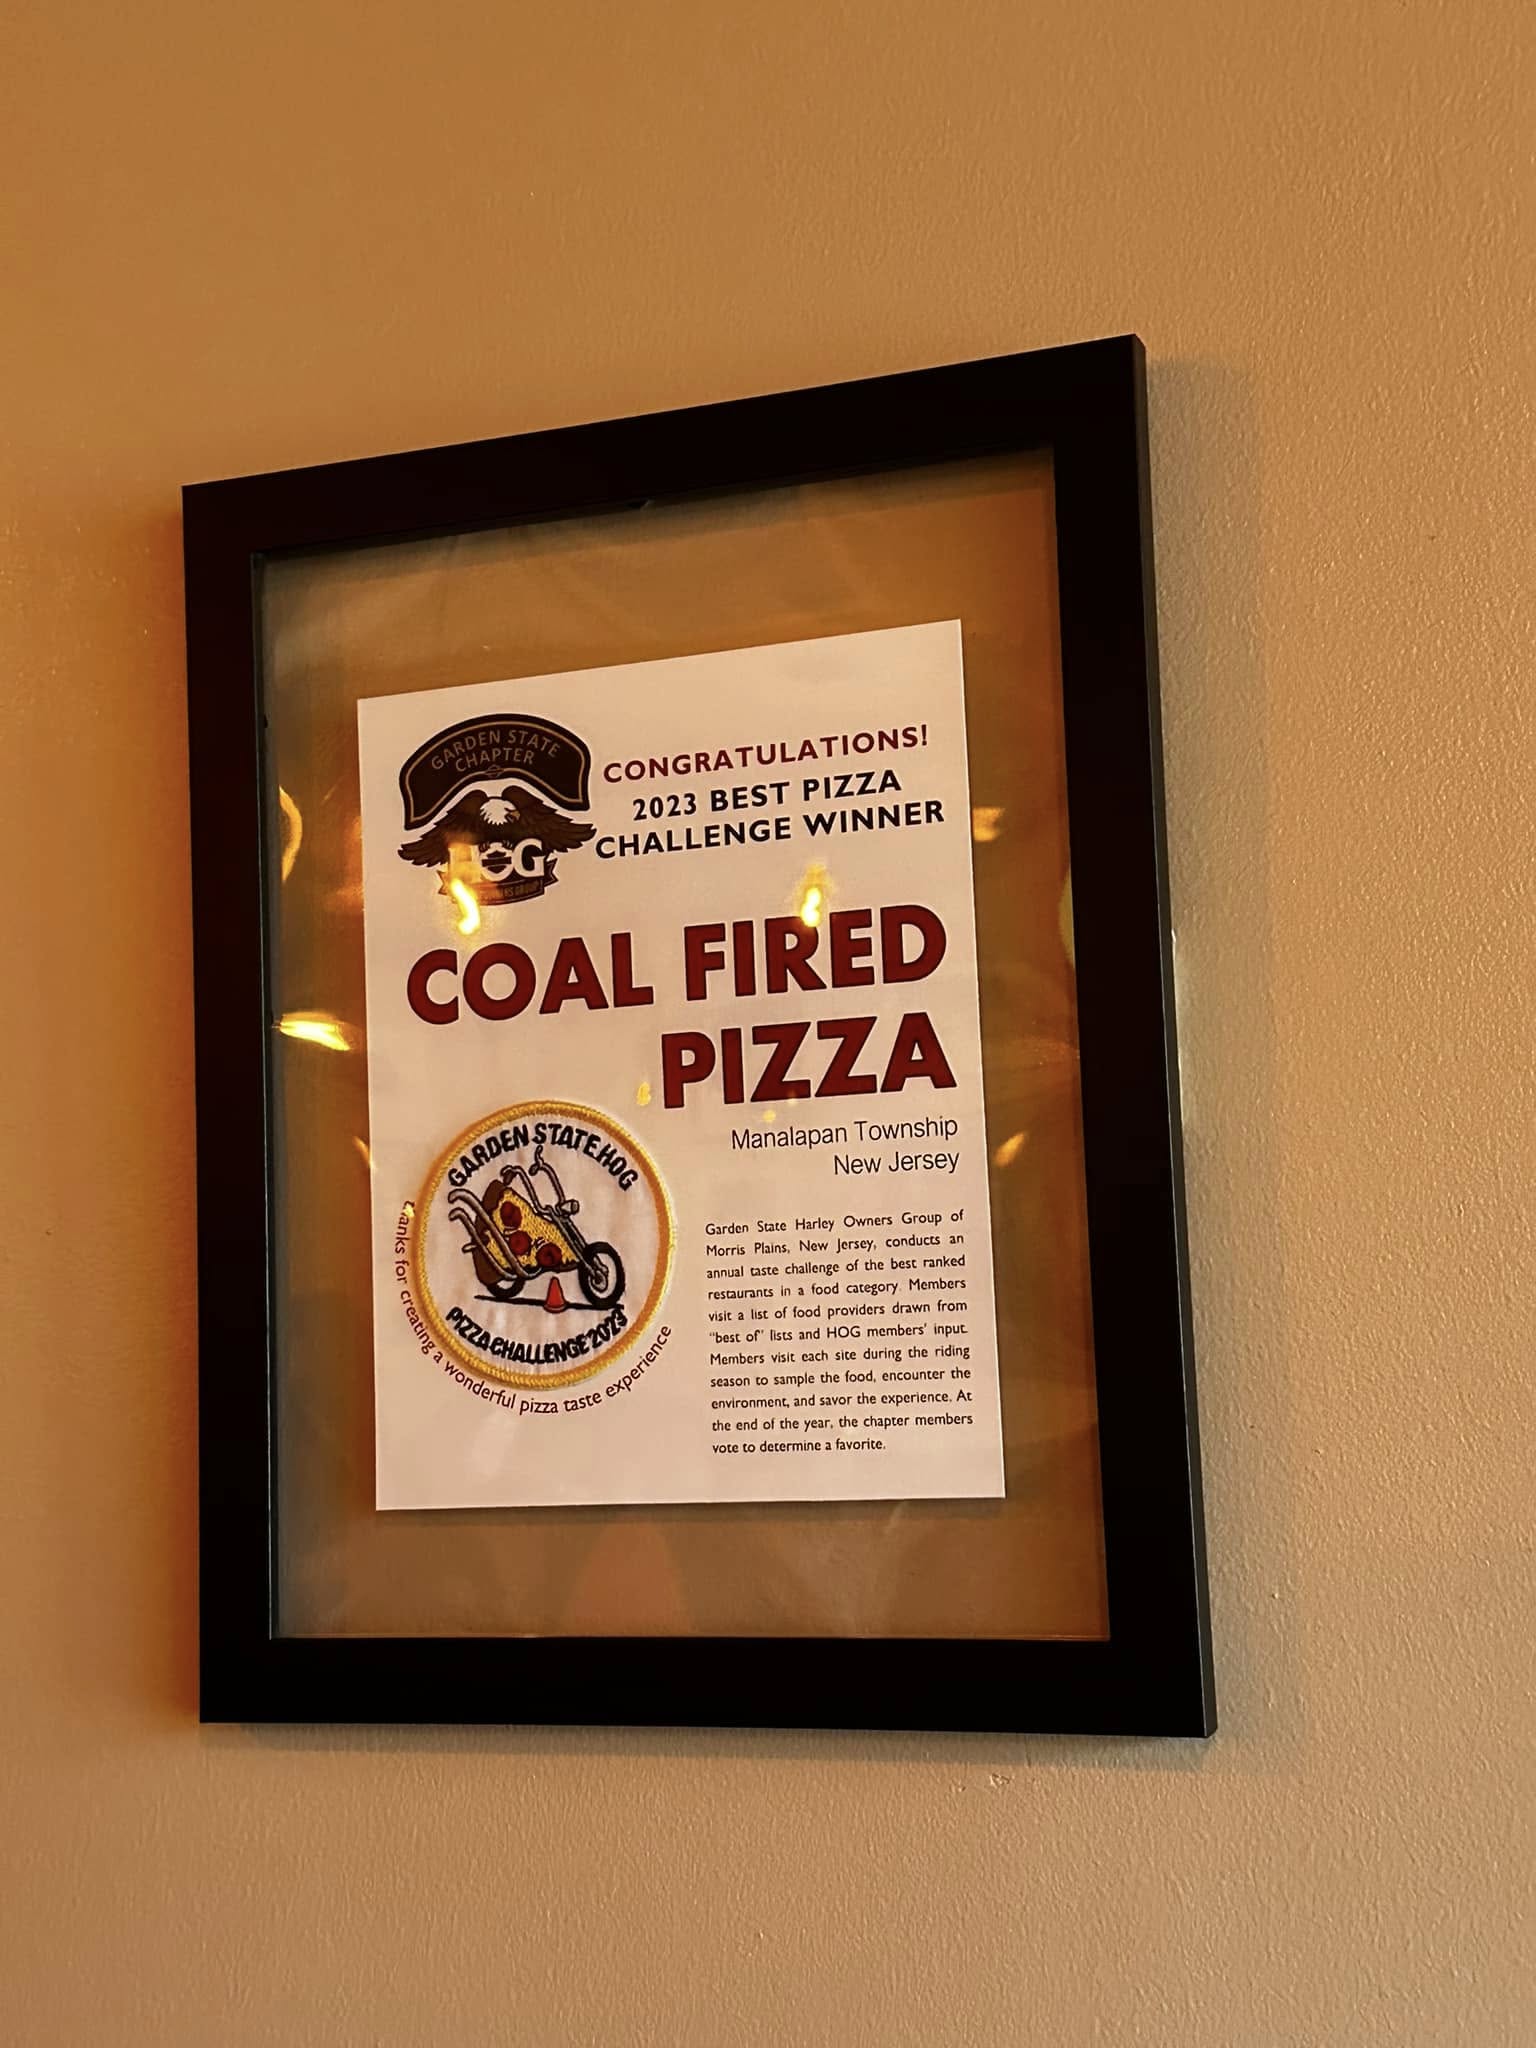 GARDEN STATE
CHAPTER
HOG
CONGRATULATIONS!
2023 BEST PIZZA
CHALLENGE WINNER
COAL FIRED
PIZZA
Manalapan Township
New Jersey
GARDEN STATE HOG
PIZZA CHALLENGE 2023
thanks for creating a wonderful pizza taste experience
Garden State Harley Owners Group of
Morris Plains, New Jersey, conducts an
annual taste challenge of the best ranked
restaurants in a food category. Members
visit a list of food providers drawn from
"best of" lists and HOG members' input.
Members visit each site during the riding
season to sample the food, encounter the
environment, and savor the experience. At
the end of the year, the chapter members
vote to determine a favorite.